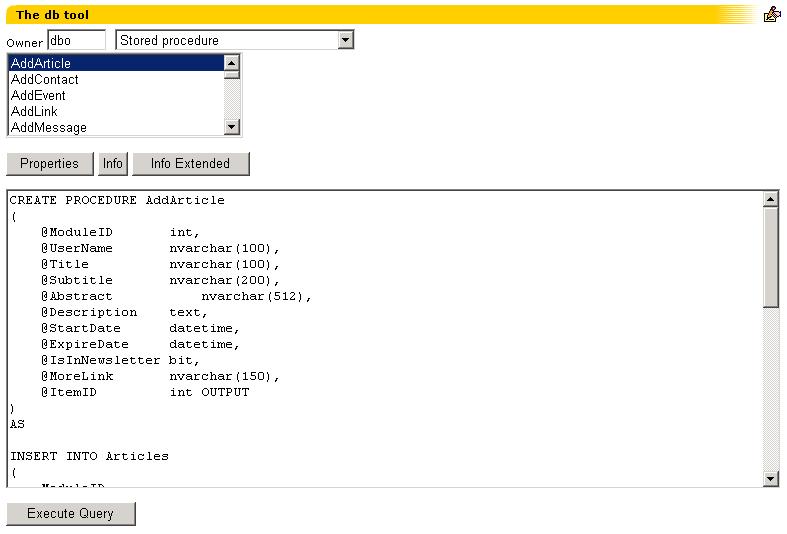 The db tool
Owner dbo Stored procedure
AddArticle
AddContact
AddEvent
AddLink
AddMessage
Properties Info Info Extended
CREATE PROCEDURE AddArticle
(
    @ModuleID       int,
    @UserName       nvarchar(100),
    @Title          nvarchar(100),
    @Subtitle       nvarchar(200),
    @Abstract           nvarchar(512),
    @Description    text,
    @StartDate      datetime,
    @ExpireDate     datetime,
    @IsInNewsletter bit,
    @MoreLink       nvarchar(150),
    @ItemID         int OUTPUT
)
AS
INSERT INTO Articles
(
    ModuleID
Execute Query